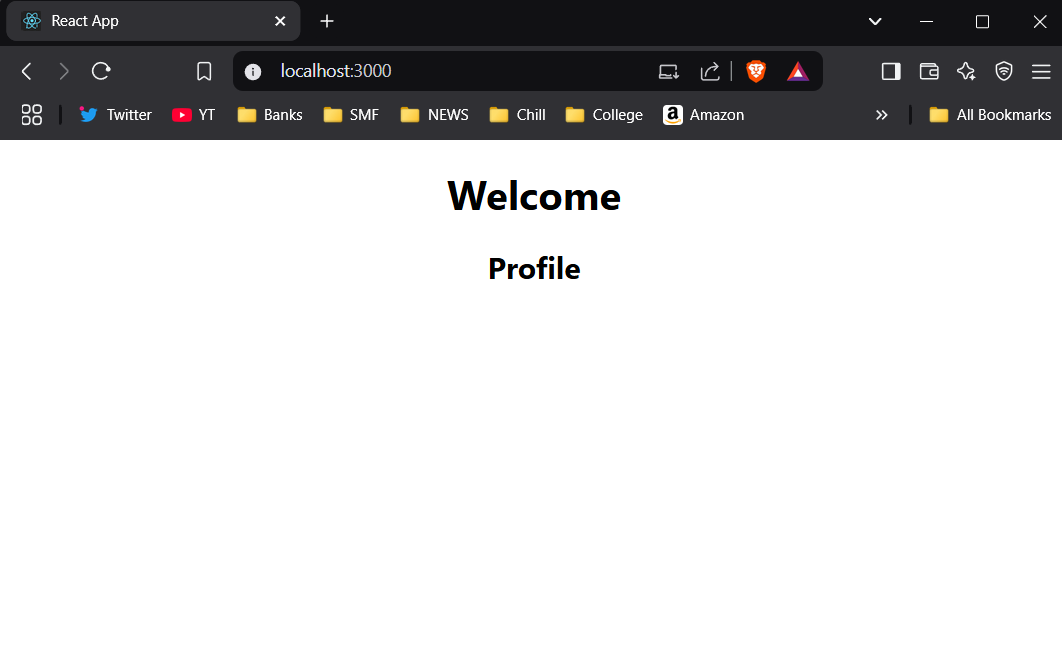 React App
localhost:3000
Twitter YT Banks SMF NEWS Chill College Amazon All Bookmarks
Welcome
Profile